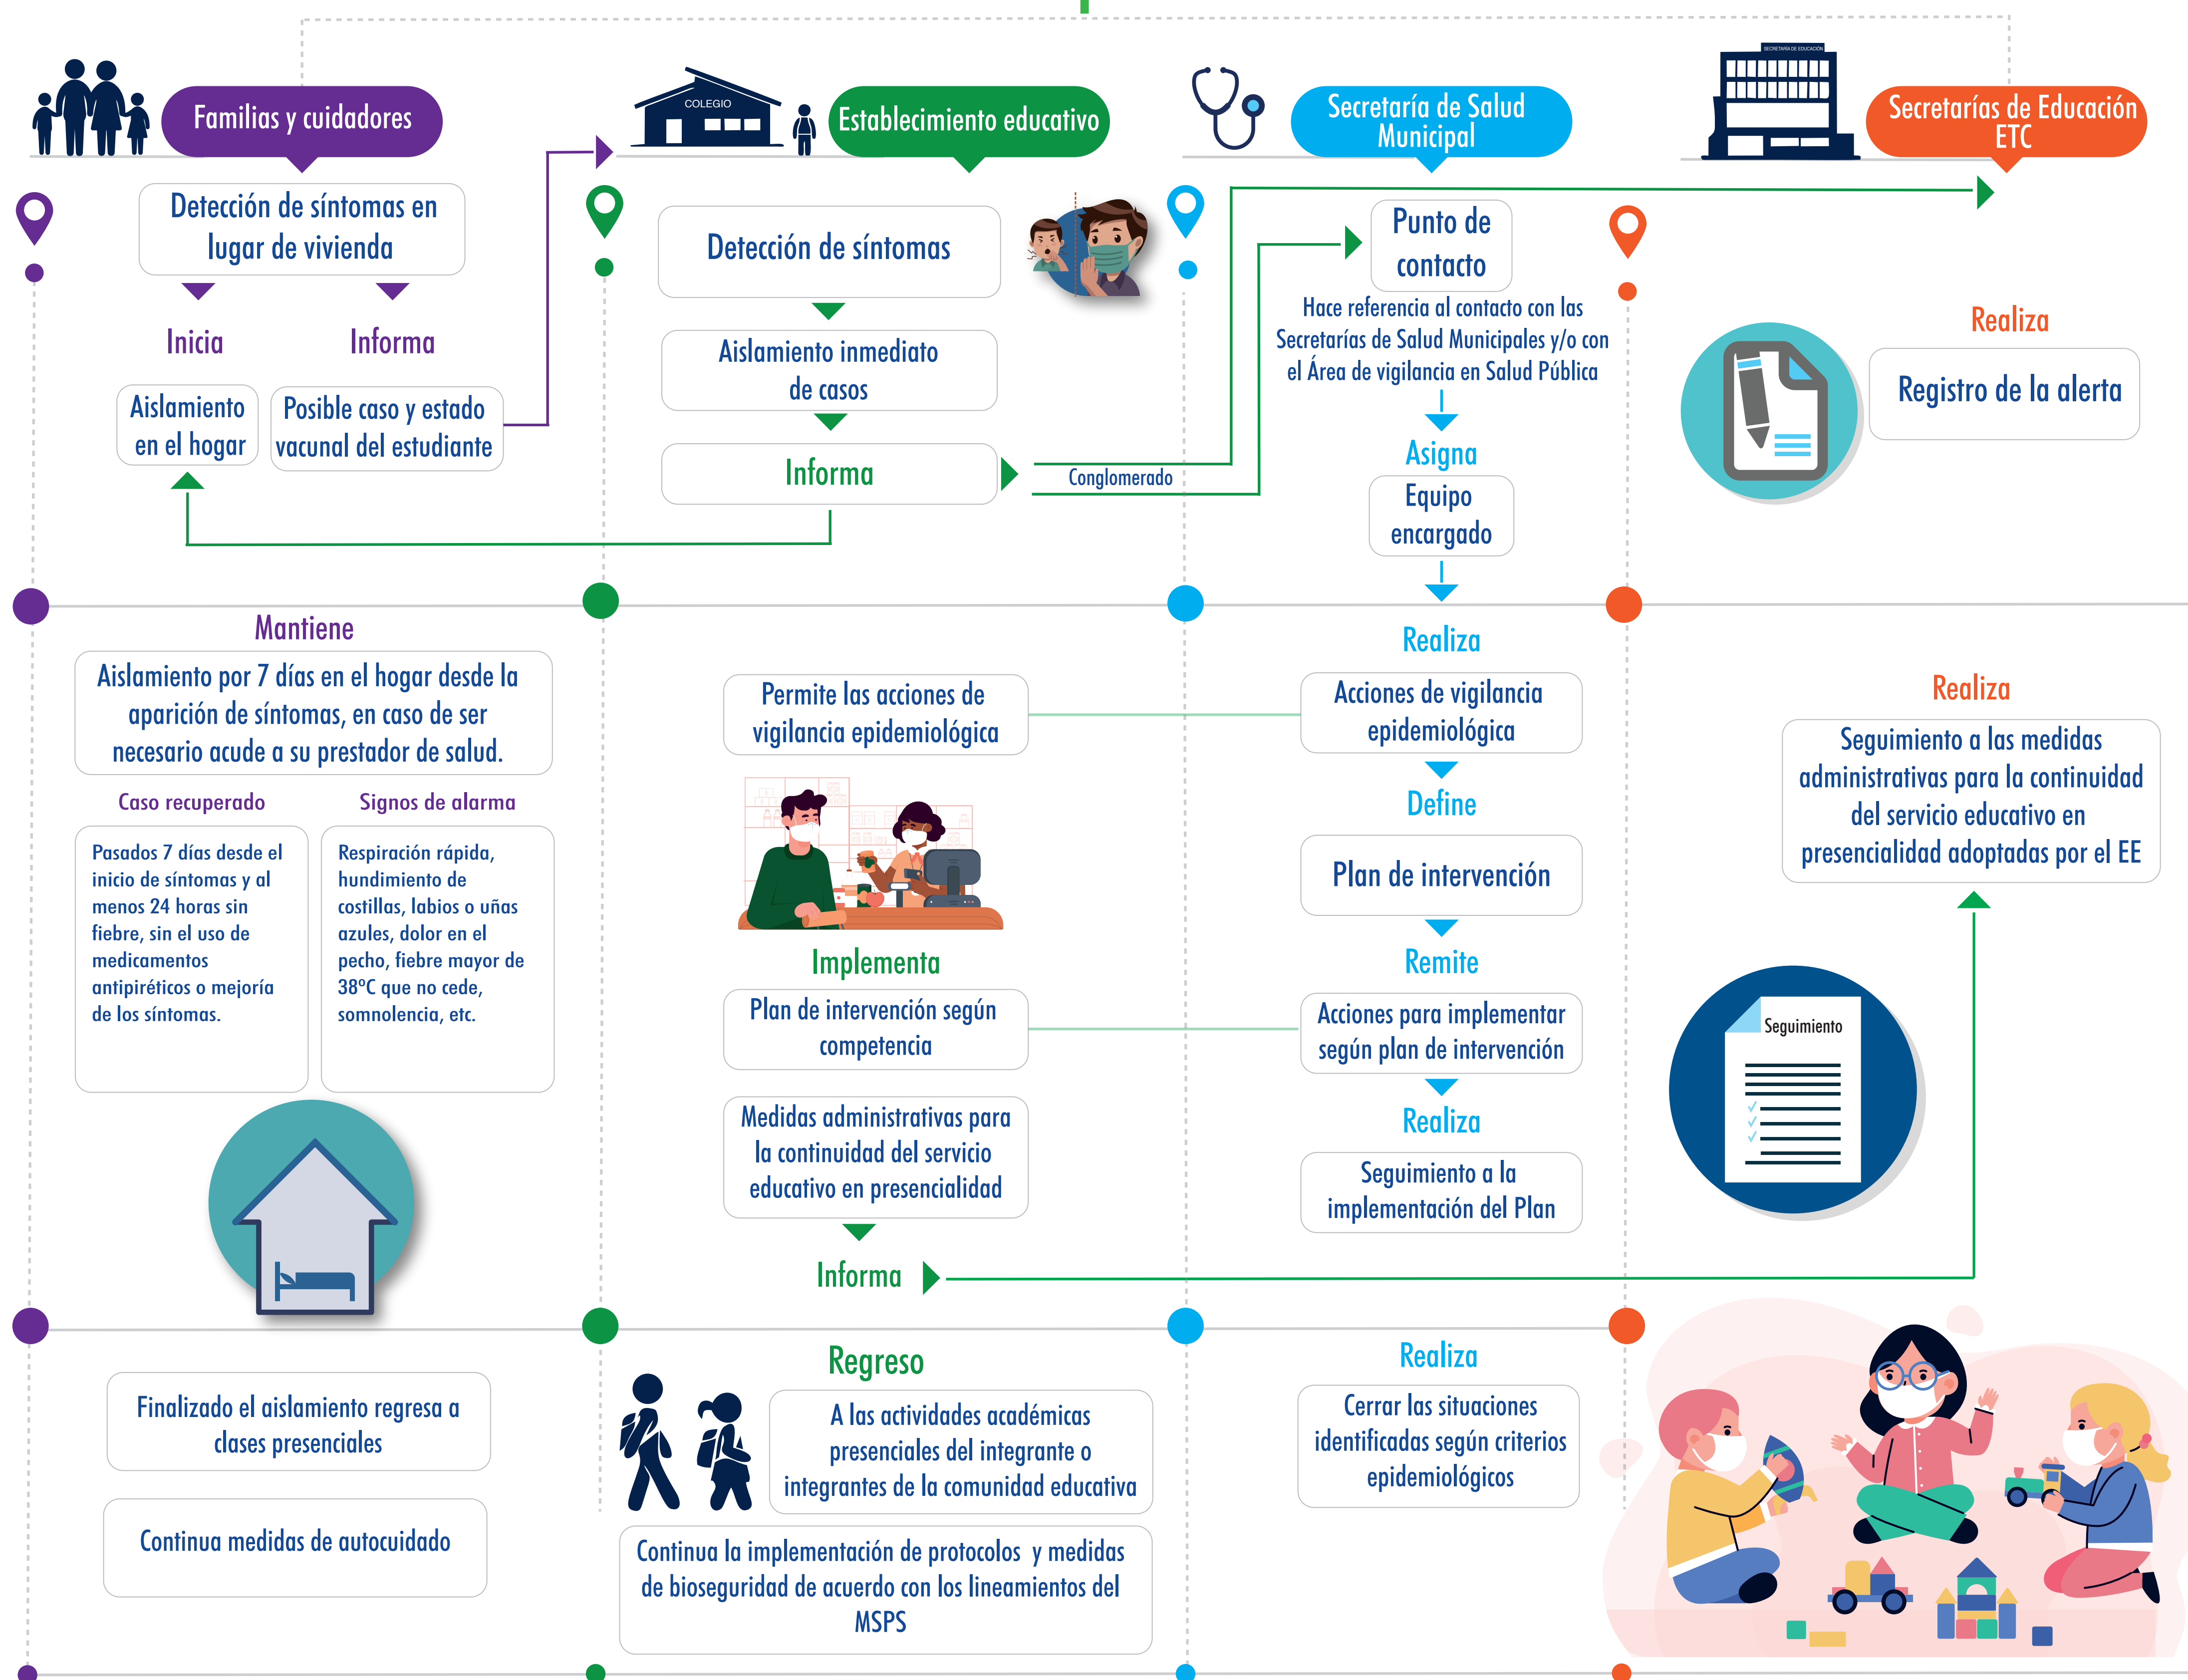 SECRETARÍA DE EDUCACIÓN
COLEGIO
Familias y cuidadores
Establecimiento educativo
Secretaría de Salud
Municipal
Secretarías de Educación
ETC
Detección de síntomas en
lugar de vivienda
Inicia
Informa
Aislamiento
en el hogar
Posible caso y estado
vacunal del estudiante
Detección de síntomas
Aislamiento inmediato
de casos
Informa
Conglomerado
Punto de
contacto
Hace referencia al contacto con las
Secretarías de Salud Municipales y/o con
el Área de vigilancia en Salud Pública
Asigna
Equipo
encargado
Realiza
Registro de la alerta
Mantiene
Aislamiento por 7 días en el hogar desde la
aparición de síntomas, en caso de ser
necesario acude a su prestador de salud.
Caso recuperado
Pasados 7 días desde el
inicio de síntomas y al
menos 24 horas sin
fiebre, sin el uso de
medicamentos
antipiréticos o mejoría
de los síntomas.
Signos de alarma
Respiración rápida,
hundimiento de
costillas, labios o uñas
azules, dolor en el
pecho, fiebre mayor de
38ºC que no cede,
somnolencia, etc.
Permite las acciones de
vigilancia epidemiológica
Implementa
Plan de intervención según
competencia
Medidas administrativas para
la continuidad del servicio
educativo en presencialidad
Informa
Realiza
Acciones de vigilancia
epidemiológica
Define
Plan de intervención
Remite
Acciones para implementar
según plan de intervención
Realiza
Seguimiento a la
implementación del Plan
Realiza
Seguimiento a las medidas
administrativas para la continuidad
del servicio educativo en
presencialidad adoptadas por el EE
Seguimiento
Finalizado el aislamiento regresa a
clases presenciales
Continua medidas de autocuidado
Regreso
A las actividades académicas
presenciales del integrante o
integrantes de la comunidad educativa
Continua la implementación de protocolos y medidas
de bioseguridad de acuerdo con los lineamientos del
MSPS
Realiza
Cerrar las situaciones
identificadas según criterios
epidemiológicos